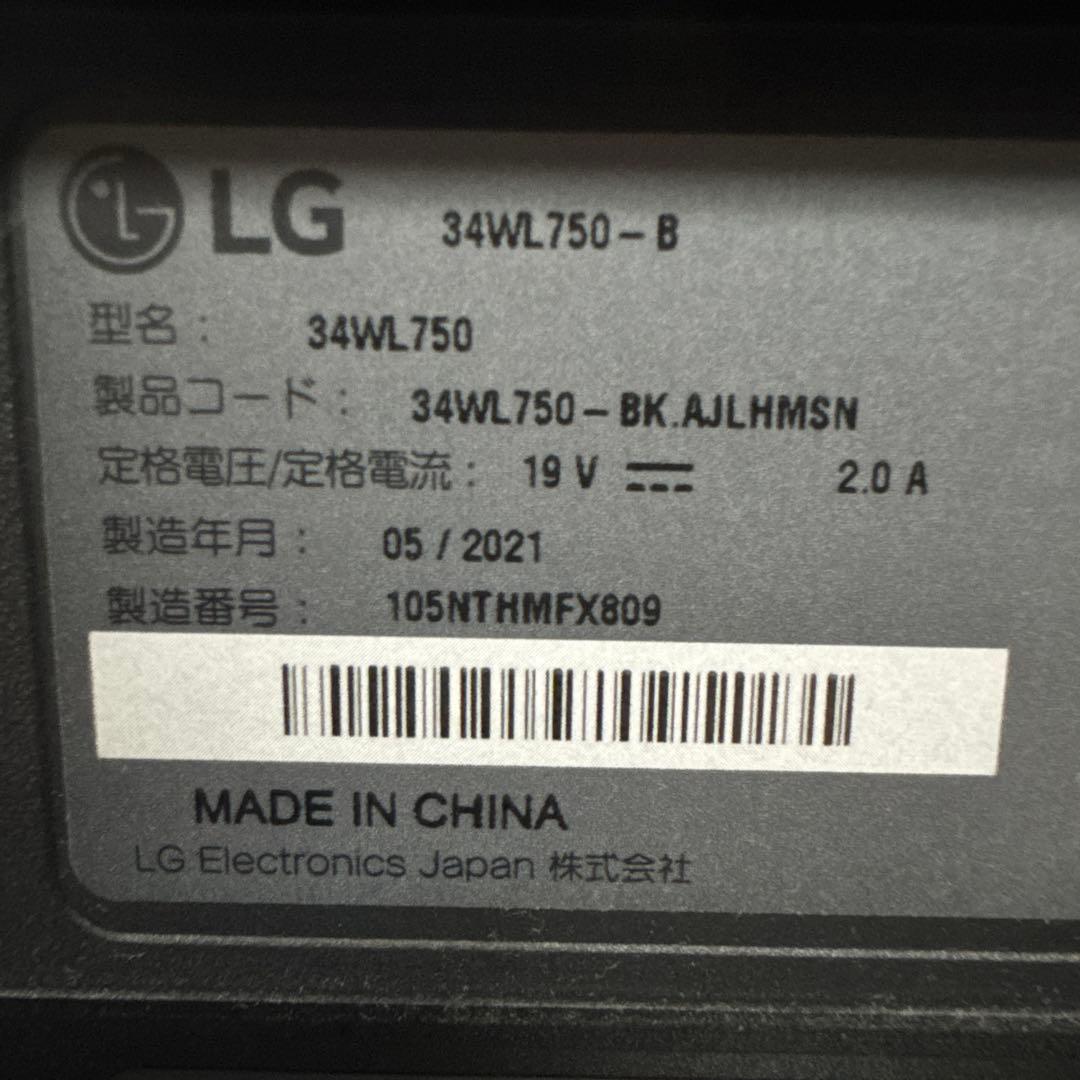 LG 34WL750-B
型名： 34WL750
製品コード： 34WL750-BK.AJLHMSN
定格電圧/定格電流： 19 V ⎓ 2.0 A
製造年月： 05 / 2021
製造番号： 105NTHMFX809
MADE IN CHINA
LG Electronics Japan 株式会社